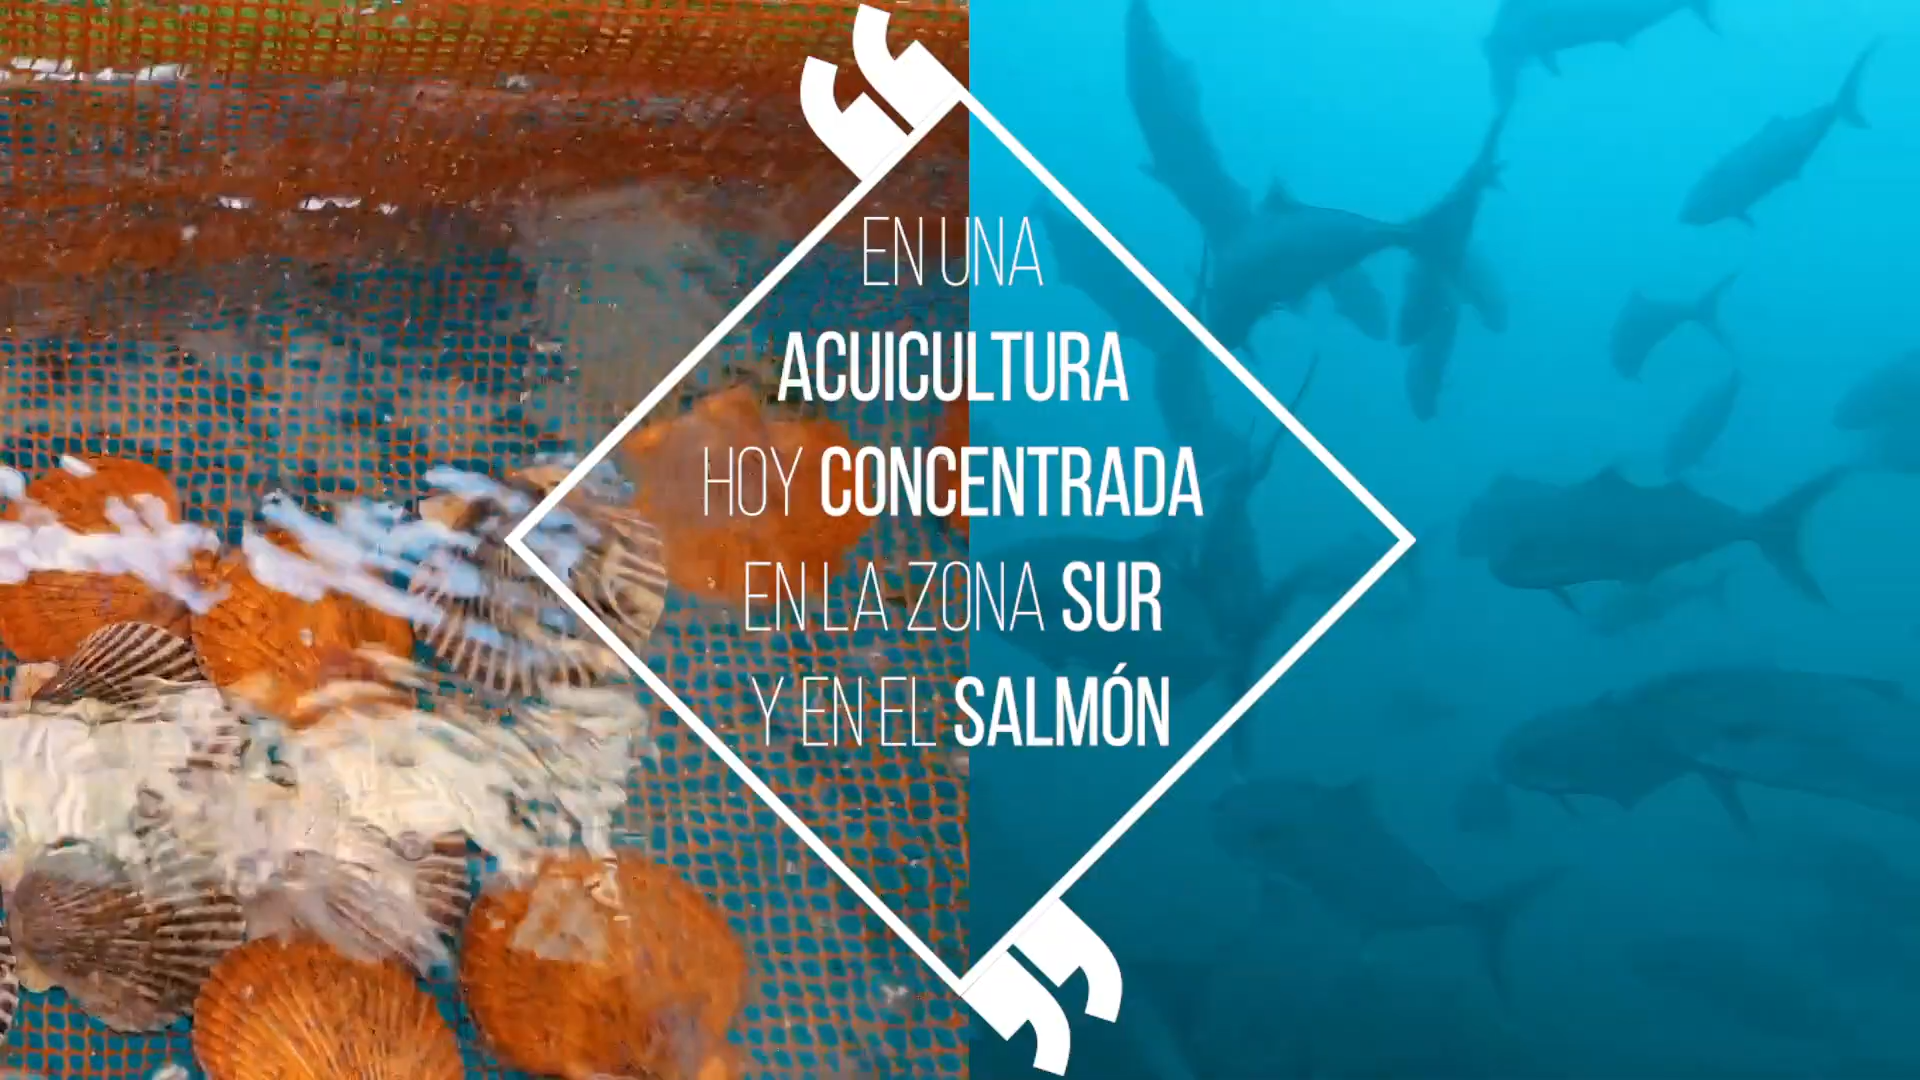 EN UNA
ACUICULTURA
HOY CONCENTRADA
EN LA ZONA SUR
Y EN EL SALMÓN